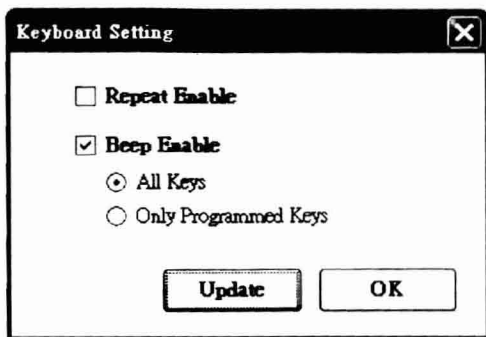 Keyboard Setting
Repeat Enable
Beep Enable
All Keys
Only Programmed Keys
Update OK